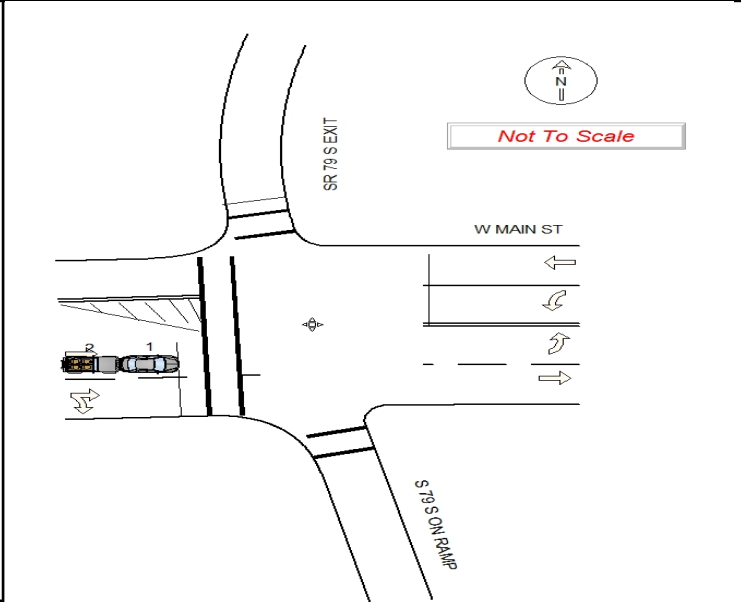 N
Not To Scale
SR 79 S EXIT
W MAIN ST
2
1
S 79 S ON RAMP